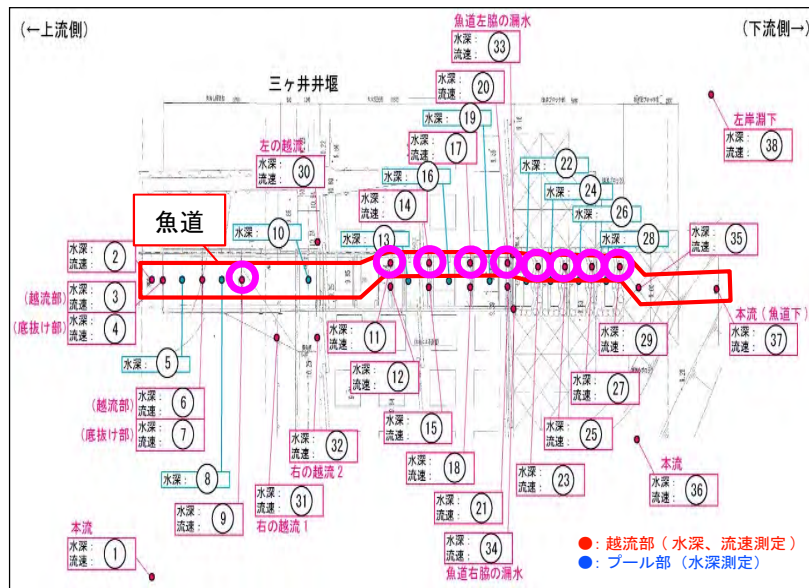 (←上流側)
(下流側→)
三ヶ井井堰
魚道
魚道左脇の漏水
水深：
流速：
33
水深：
流速：
20
水深：
19
水深：
流速：
17
水深：
16
水深：
流速：
14
水深：
13
左の越流
水深：
流速：
30
水深：
10
水深：
流速：
2
水深：
流速：
3
(越流部)
水深：
流速：
4
(底抜け部)
水深：
5
水深：
流速：
6
(越流部)
水深：
流速：
7
(底抜け部)
水深：
8
水深：
流速：
9
本流
水深：
流速：
1
水深：
流速：
31
右の越流1
水深：
流速：
32
右の越流2
水深：
流速：
11
水深：
流速：
12
水深：
流速：
15
水深：
流速：
18
水深：
流速：
21
水深：
流速：
34
魚道右脇の漏水
水深：
流速：
23
水深：
流速：
25
水深：
流速：
27
水深：
流速：
29
水深：
22
水深：
24
水深：
26
水深：
28
水深：
流速：
35
本流
水深：
流速：
36
本流(魚道下)
水深：
流速：
37
左岸淵下
水深：
流速：
38
●：越流部（水深、流速測定）
●：プール部（水深測定）